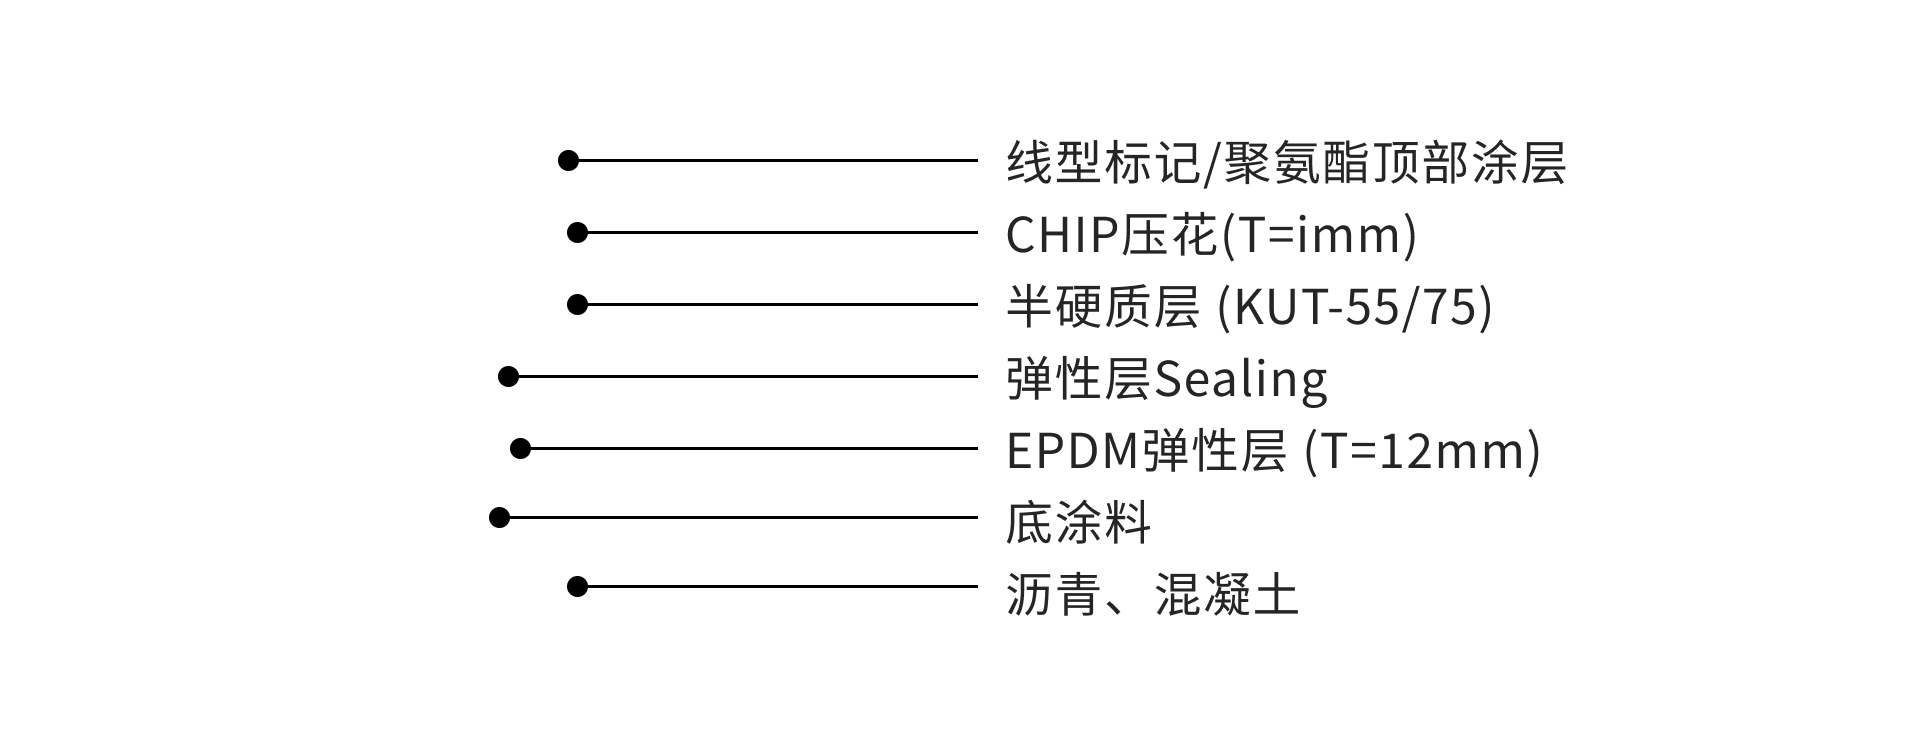 线型标记/聚氨酯顶部涂层
CHIP压花(T=imm)
半硬质层 (KUT-55/75)
弹性层Sealing
EPDM弹性层 (T=12mm)
底涂料
沥青、混凝土